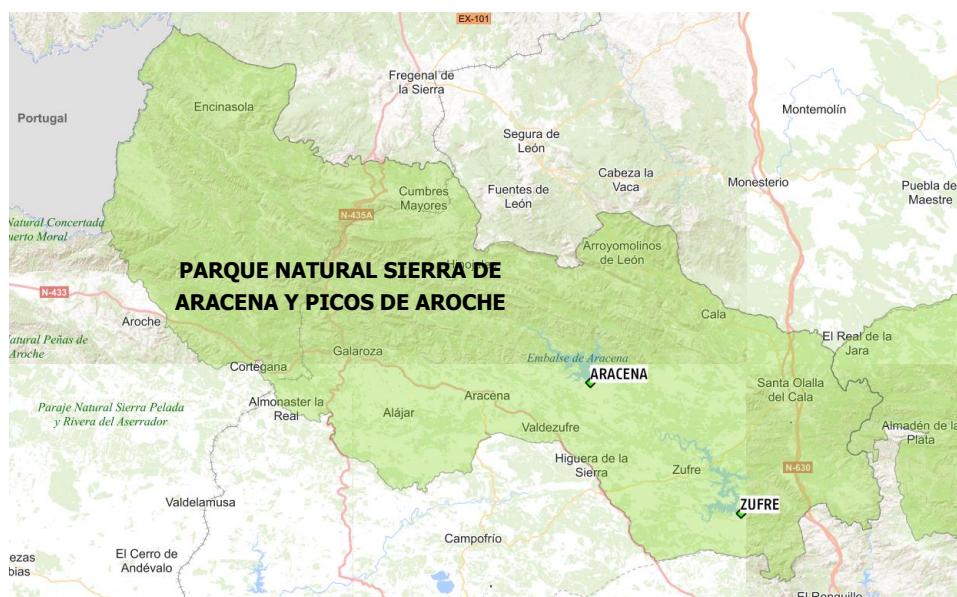 EX-101
Fregenal de
la Sierra
Encinasola
Montemolín
Portugal
Segura de
León
Cabeza la
Vaca
Monesterio
Puebla de
Maestre
Cumbres
Mayores
Fuentes de
León
N-435A
Natural Concertada
uerto Moral
Arroyomolinos
de León
PARQUE NATURAL SIERRA DE
ARACENA Y PICOS DE AROCHE
N-433
Cala
Aroche
El Real de la
Jara
atural Peñas de
Aroche
Galaroza
Embalse de Aracena
Cortegana
ARACENA
Santa Olalla
del Cala
Aracena
Almonaster la
Real
Paraje Natural Sierra Pelada
y Rivera del Aserrador
Alájar
Valdezufre
Almadén de la
Plata
Higuera de la
Sierra
Zufre
N-630
Valdelamusa
ZUFRE
Campofrío
El Cerro de
Andévalo
ezas
bias